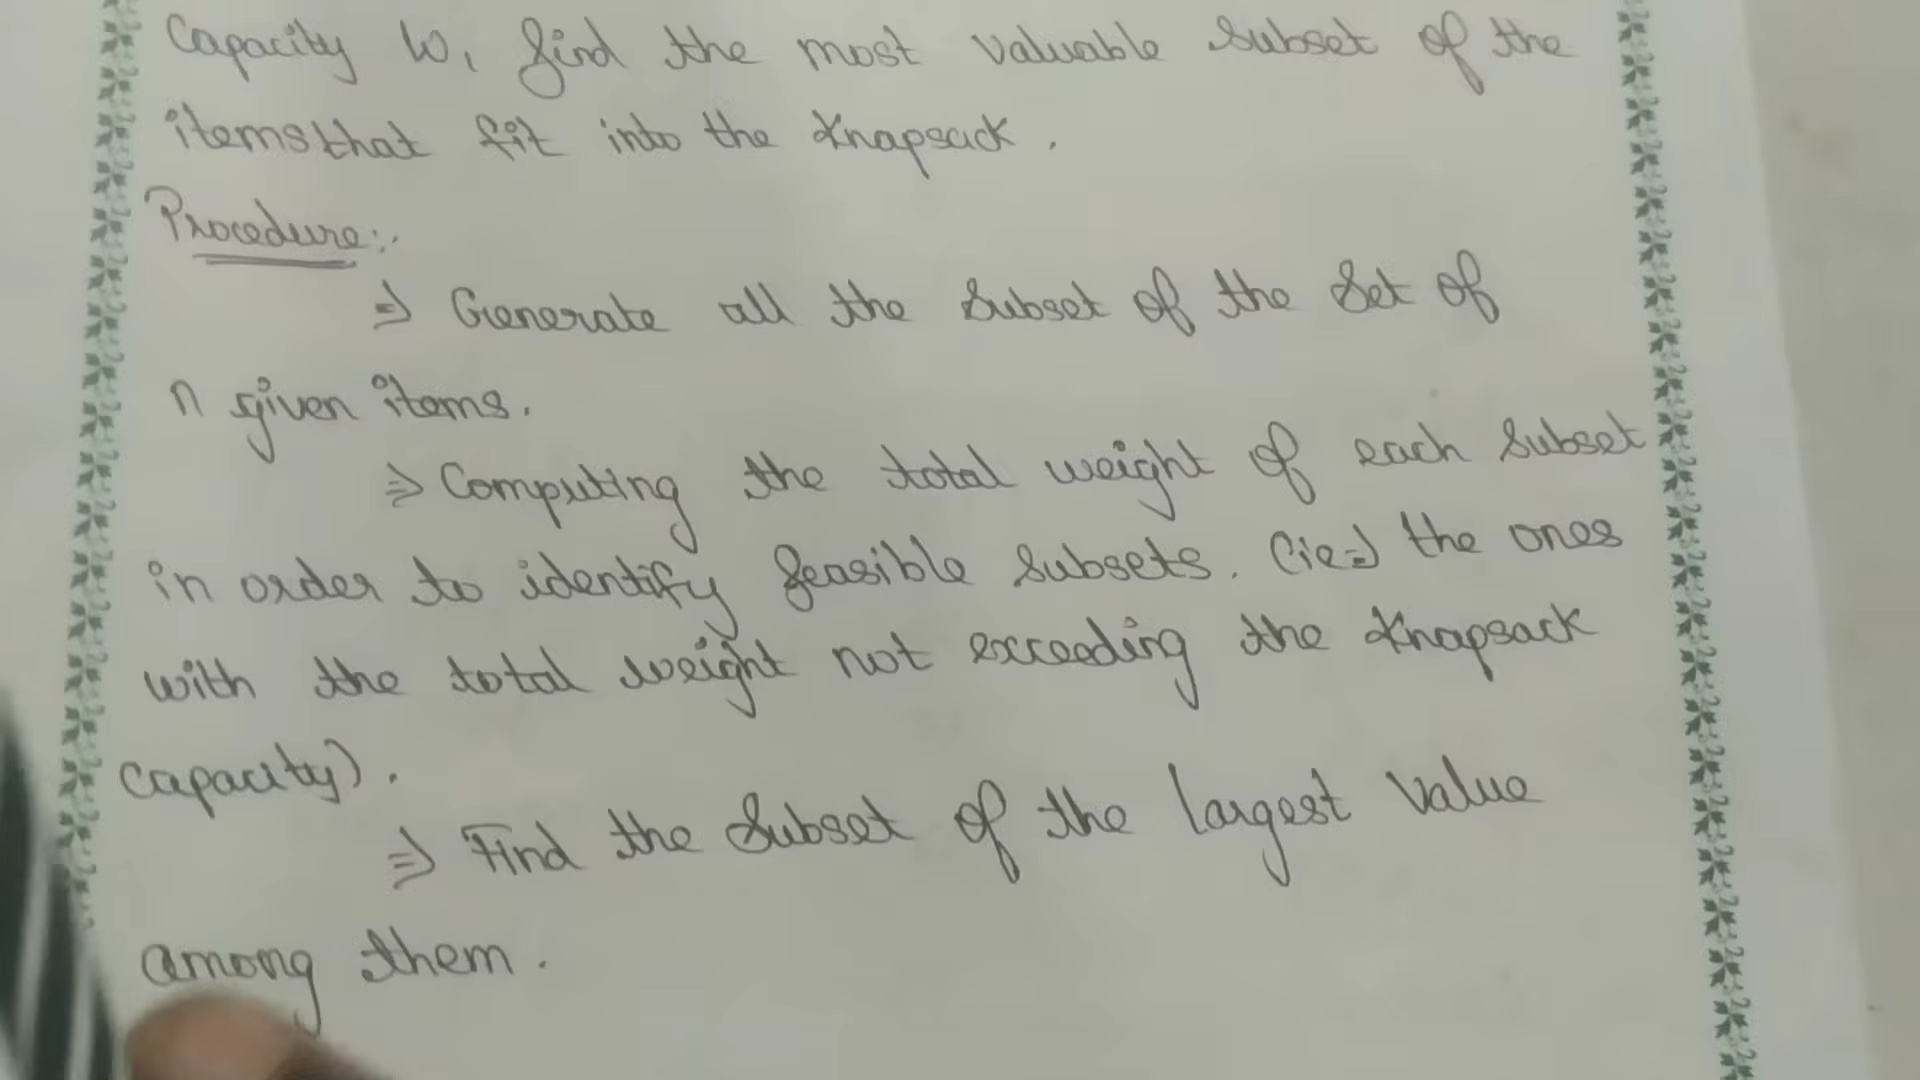 Capacity W, find the most valuable subset of the
items that fit into the knapsack.
Procedure:-
⇒ Generate all the subset of the set of
n given items.
⇒ Computing the total weight of each subset
in order to identify feasible subsets. (ie⇒ the ones
with the total weight not exceeding the knapsack
capacity).
⇒ Find the subset of the largest value
among them.